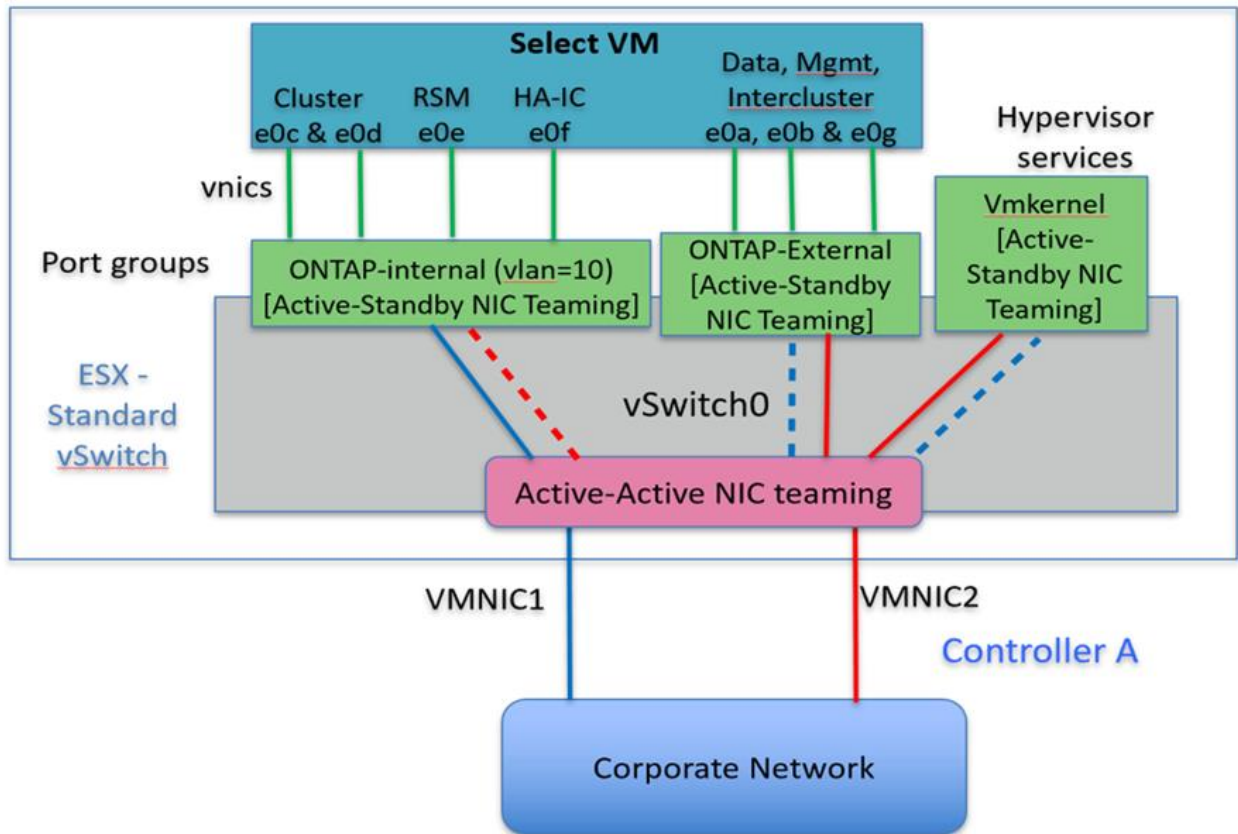 Select VM
Cluster
e0c & e0d
RSM
e0e
HA-IC
e0f
Data, Mgmt,
Intercluster
e0a, e0b & e0g
Hypervisor
services
vnics
Port groups
ONTAP-internal (vlan=10)
[Active-Standby NIC Teaming]
ONTAP-External
[Active-Standby
NIC Teaming]
Vmkernel
[Active-
Standby NIC
Teaming]
ESX -
Standard
vSwitch
vSwitch0
Active-Active NIC teaming
VMNIC1
VMNIC2
Controller A
Corporate Network